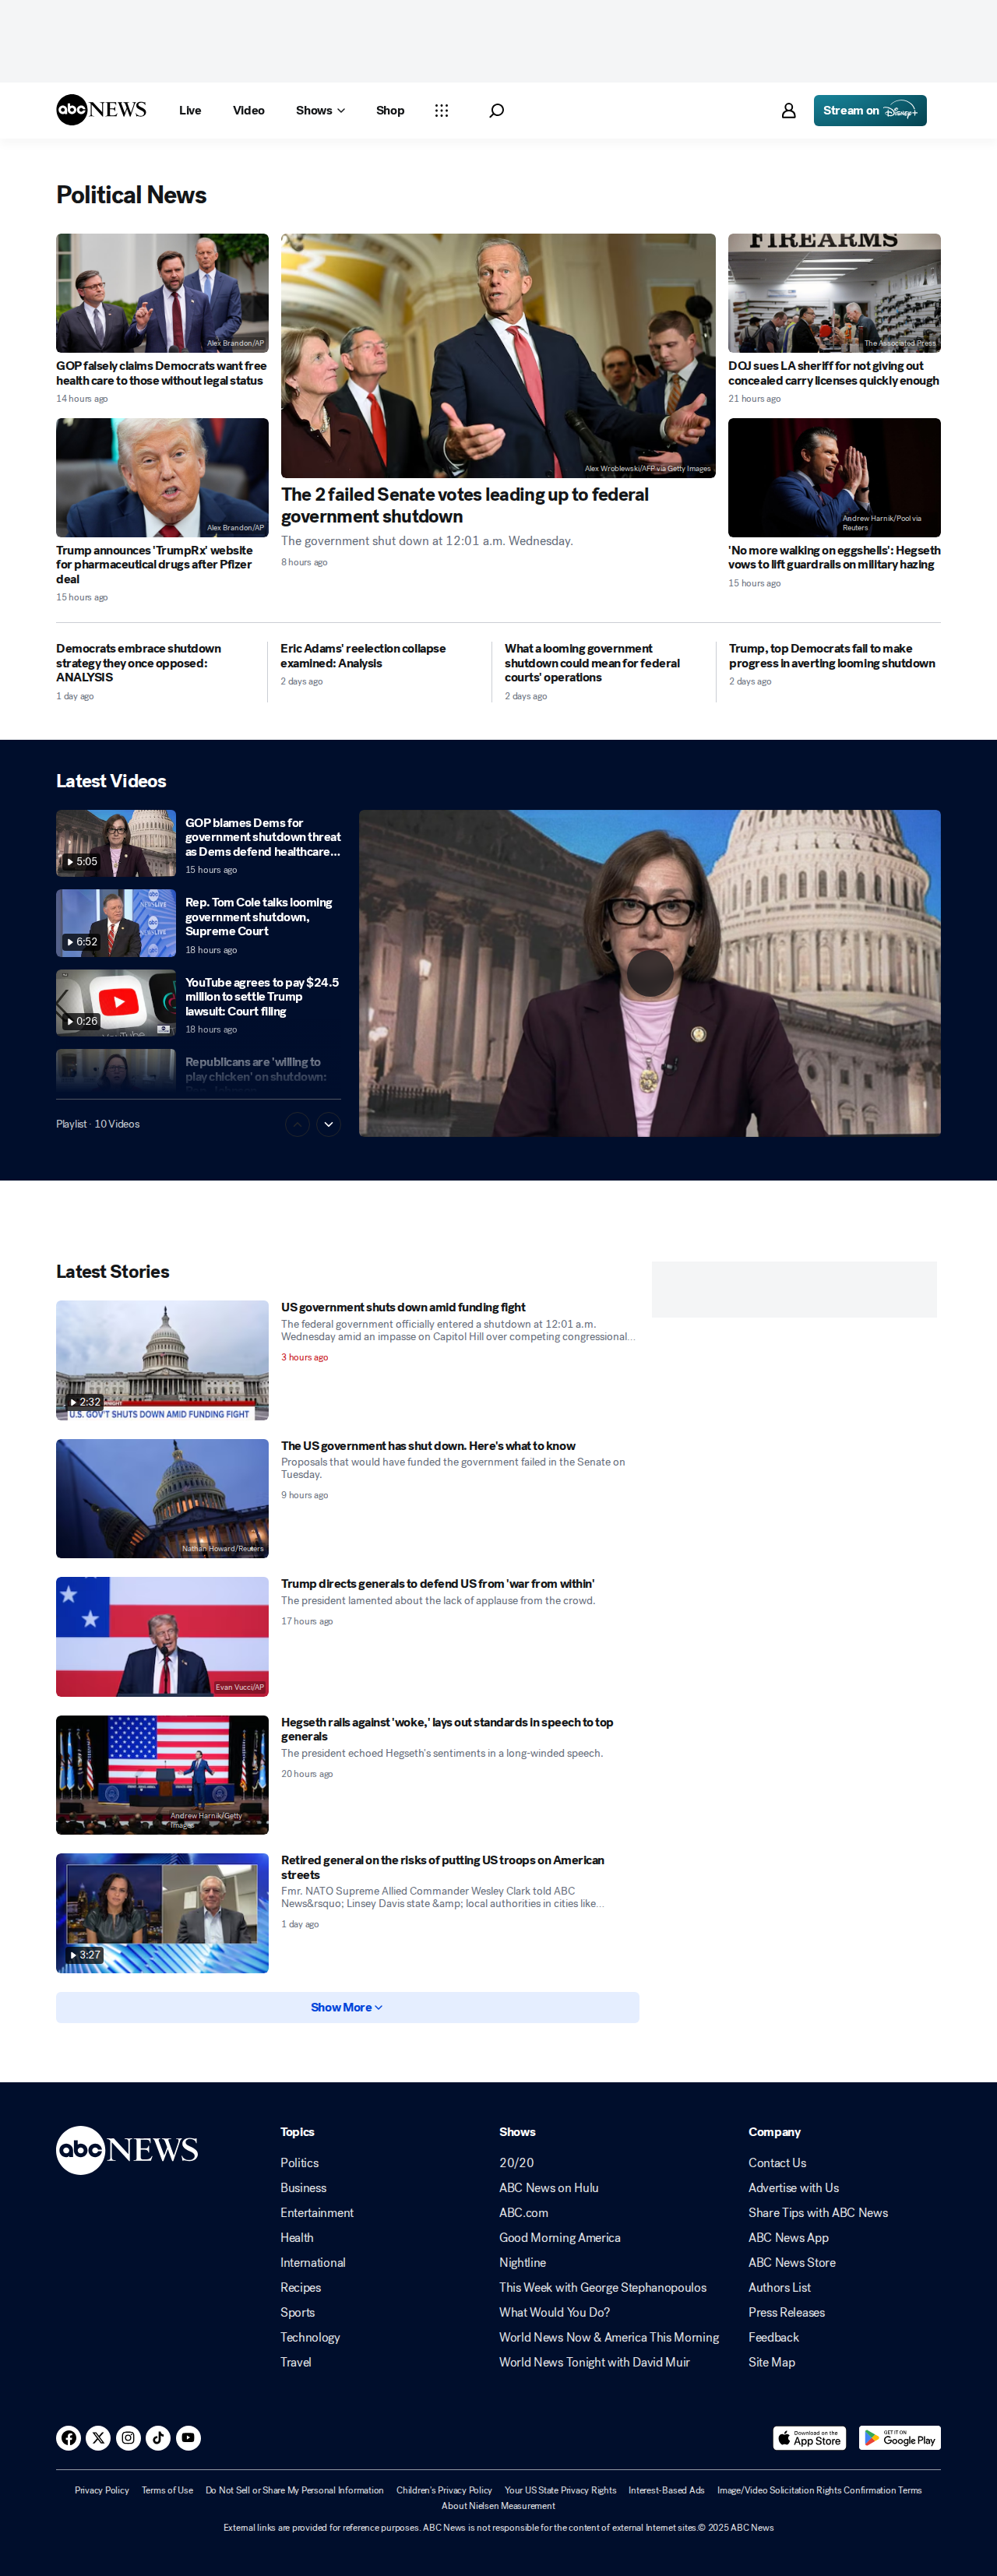 abc NEWS
Live
Video
Shows
Shop
Stream on Disney+
Political News
Alex Brandon/AP
GOP falsely claims Democrats want free
health care to those without legal status
14 hours ago
Alex Brandon/AP
Trump announces 'TrumpRx' website
for pharmaceutical drugs after Pfizer
deal
15 hours ago
Alex Wroblewski/AFP via Getty Images
The 2 failed Senate votes leading up to federal
government shutdown
The government shut down at 12:01 a.m. Wednesday.
8 hours ago
FIREARMS
The Associated Press
DOJ sues LA sheriff for not giving out
concealed carry licenses quickly enough
21 hours ago
Andrew Harnik/Pool via
Reuters
'No more walking on eggshells': Hegseth
vows to lift guardrails on military hazing
15 hours ago
Democrats embrace shutdown
strategy they once opposed:
ANALYSIS
1 day ago
Eric Adams' reelection collapse
examined: Analysis
2 days ago
What a looming government
shutdown could mean for federal
courts' operations
2 days ago
Trump, top Democrats fail to make
progress in averting looming shutdown
2 days ago
Latest Videos
5:05
GOP blames Dems for
government shutdown threat
as Dems defend healthcare...
15 hours ago
6:52
Rep. Tom Cole talks looming
government shutdown,
Supreme Court
18 hours ago
0:26
YouTube agrees to pay $24.5
million to settle Trump
lawsuit: Court filing
18 hours ago
Republicans are 'willing to
play chicken' on shutdown:
Playlist · 10 Videos
Latest Stories
2:32
U.S. GOV'T SHUTS DOWN AMID FUNDING FIGHT
US government shuts down amid funding fight
The federal government officially entered a shutdown at 12:01 a.m.
Wednesday amid an impasse on Capitol Hill over competing congressional...
3 hours ago
Nathan Howard/Reuters
The US government has shut down. Here's what to know
Proposals that would have funded the government failed in the Senate on
Tuesday.
9 hours ago
Evan Vucci/AP
Trump directs generals to defend US from 'war from within'
The president lamented about the lack of applause from the crowd.
17 hours ago
Andrew Harnik/Getty
Images
Hegseth rails against 'woke,' lays out standards in speech to top
generals
The president echoed Hegseth's sentiments in a long-winded speech.
20 hours ago
3:27
Retired general on the risks of putting US troops on American
streets
Fmr. NATO Supreme Allied Commander Wesley Clark told ABC
News&rsquo; Linsey Davis state &amp; local authorities in cities like...
1 day ago
Show More
abc NEWS
Topics
Politics
Business
Entertainment
Health
International
Recipes
Sports
Technology
Travel
Shows
20/20
ABC News on Hulu
ABC.com
Good Morning America
Nightline
This Week with George Stephanopoulos
What Would You Do?
World News Now & America This Morning
World News Tonight with David Muir
Company
Contact Us
Advertise with Us
Share Tips with ABC News
ABC News App
ABC News Store
Authors List
Press Releases
Feedback
Site Map
Download on the
App Store
GET IT ON
Google Play
Privacy Policy
Terms of Use
Do Not Sell or Share My Personal Information
Children's Privacy Policy
Your US State Privacy Rights
Interest-Based Ads
Image/Video Solicitation Rights Confirmation Terms
About Nielsen Measurement
External links are provided for reference purposes. ABC News is not responsible for the content of external Internet sites.© 2025 ABC News